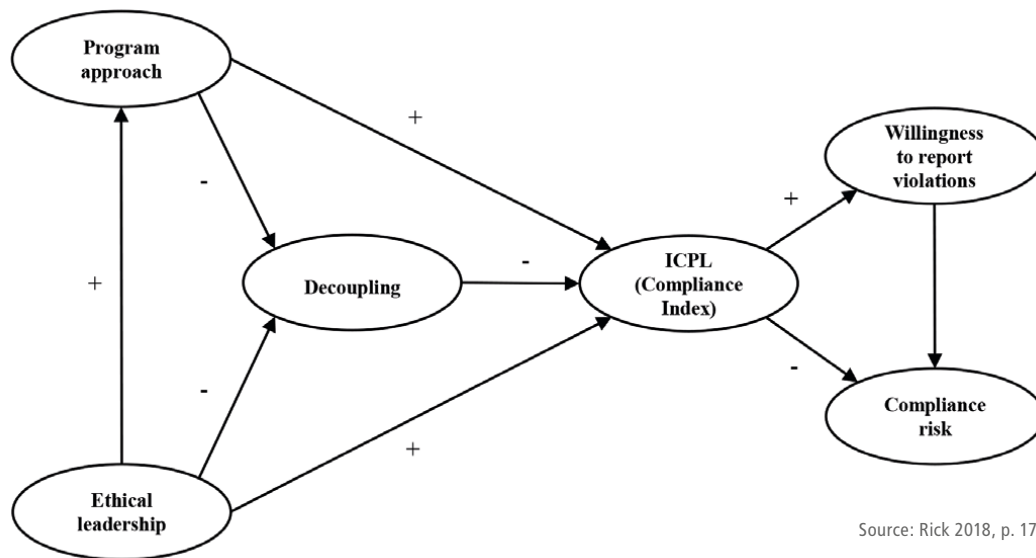 Program
approach
+
-
Willingness
to report
violations
+
+
Decoupling
-
ICPL
(Compliance
Index)
-
-
+
Compliance
risk
Ethical
leadership
Source: Rick 2018, p. 17